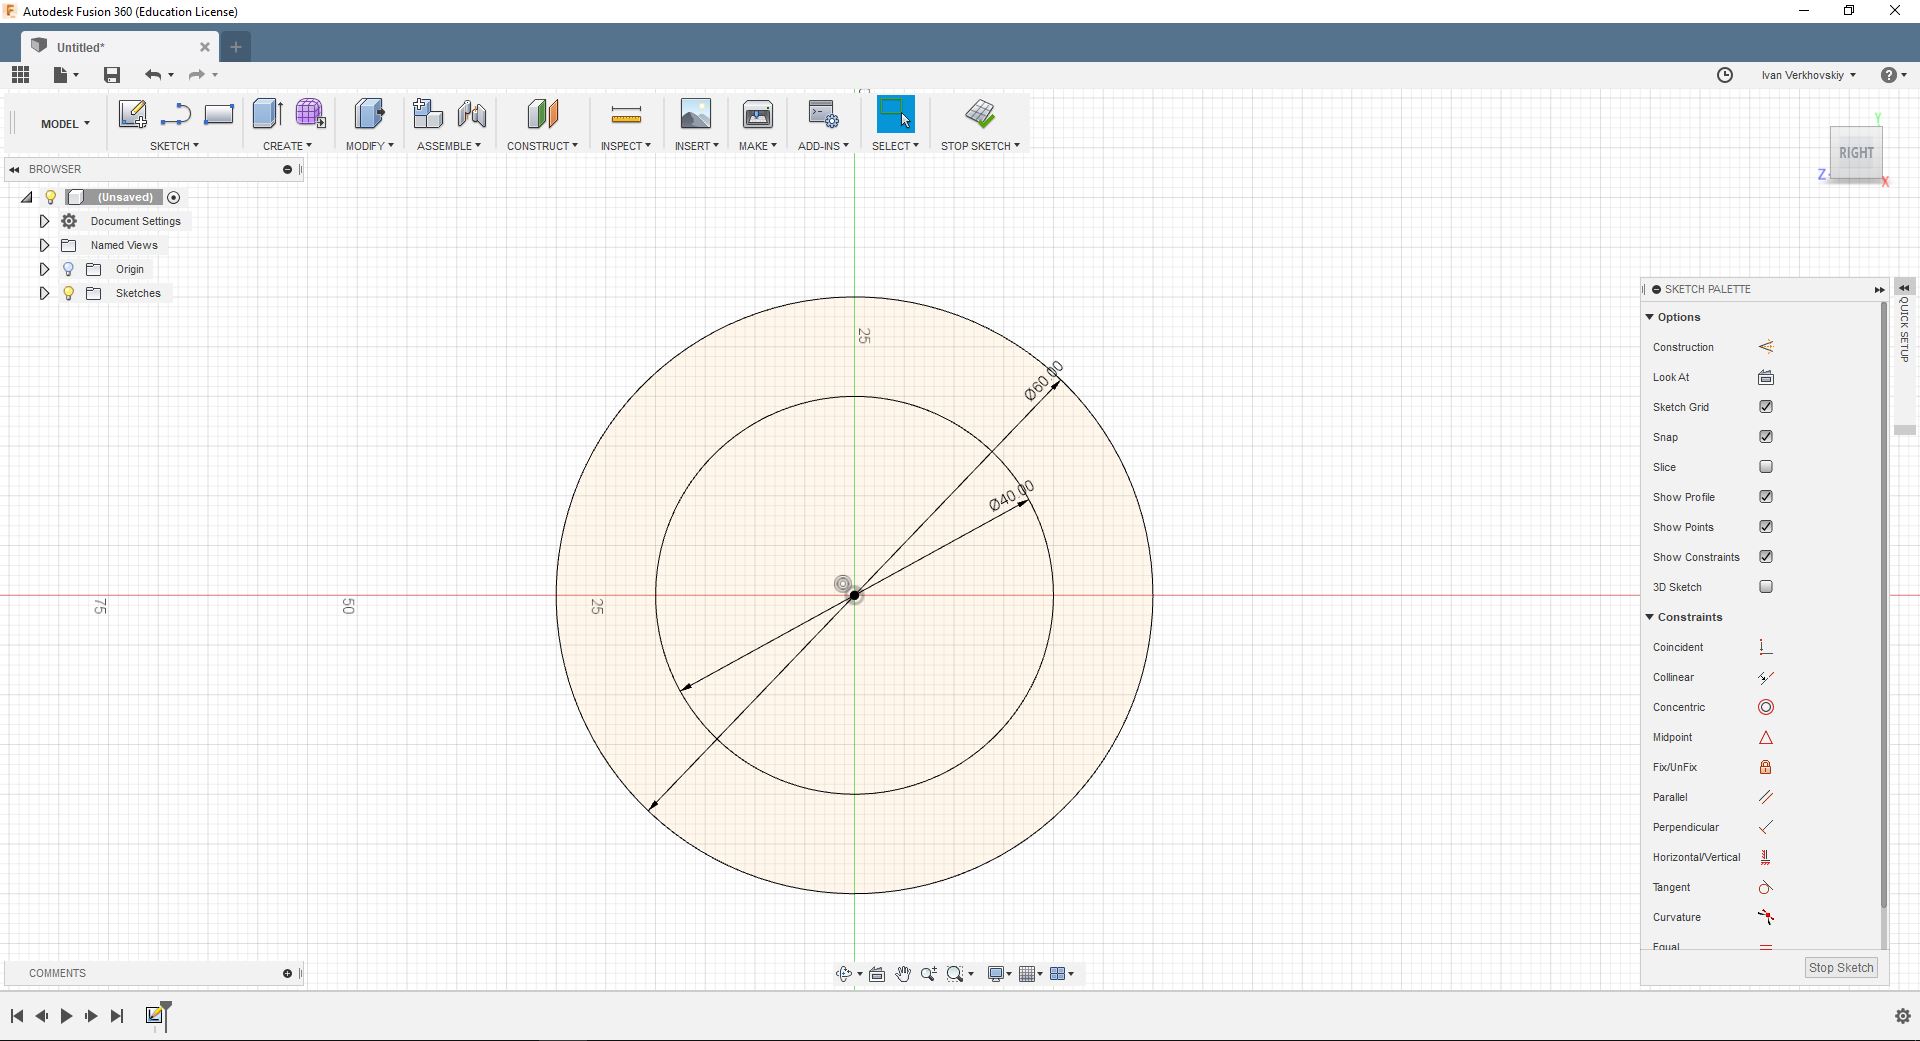 Autodesk Fusion 360 (Education License)
Untitled*
Ivan Verkhovskiy
MODEL
SKETCH
CREATE
MODIFY
ASSEMBLE
CONSTRUCT
INSPECT
INSERT
MAKE
ADD-INS
SELECT
STOP SKETCH
BROWSER
(Unsaved)
Document Settings
Named Views
Origin
Sketches
Y
RIGHT
Z
X
25
Ø60.00
Ø40.00
75
50
25
SKETCH PALETTE
QUICK SETUP
Options
Construction
Look At
Sketch Grid
Snap
Slice
Show Profile
Show Points
Show Constraints
3D Sketch
Constraints
Coincident
Collinear
Concentric
Midpoint
Fix/UnFix
Parallel
Perpendicular
Horizontal/Vertical
Tangent
Curvature
Equal
Stop Sketch
COMMENTS